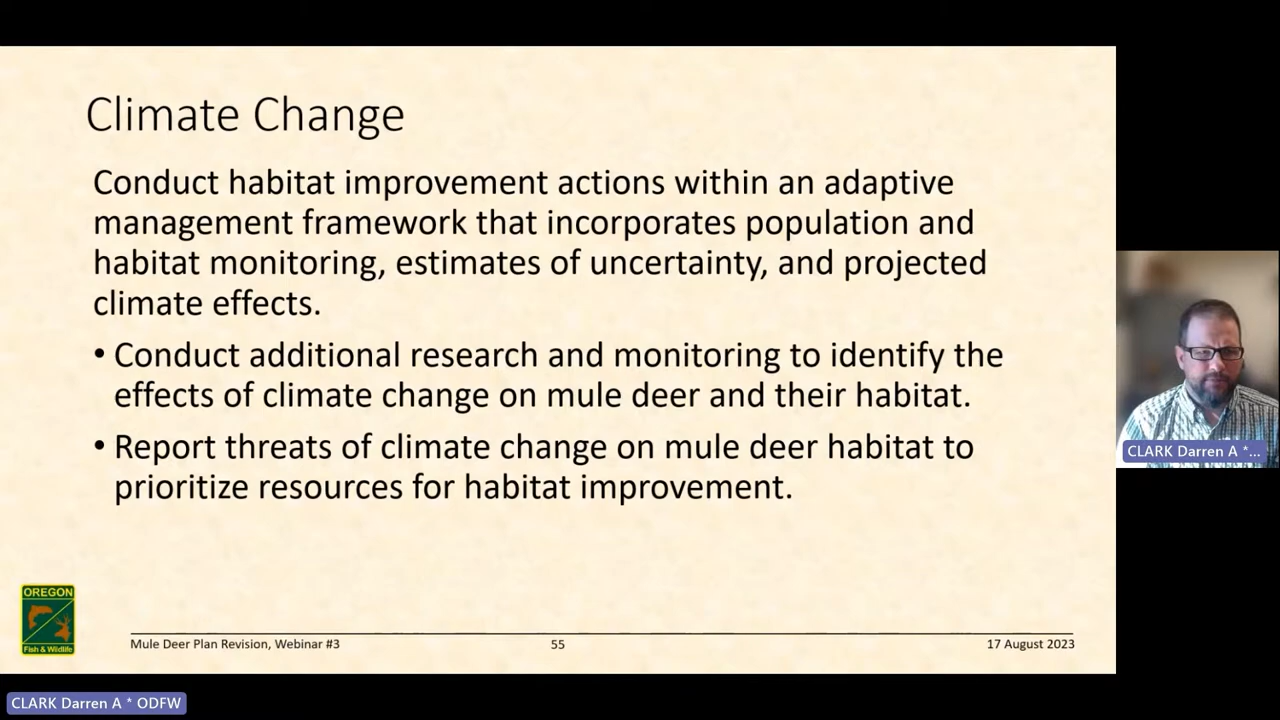 Climate Change
Conduct habitat improvement actions within an adaptive
management framework that incorporates population and
habitat monitoring, estimates of uncertainty, and projected
climate effects.
• Conduct additional research and monitoring to identify the
effects of climate change on mule deer and their habitat.
• Report threats of climate change on mule deer habitat to
prioritize resources for habitat improvement.
CLARK Darren A *...
OREGON
Fish & Wildlife
Mule Deer Plan Revision, Webinar #3
55
17 August 2023
CLARK Darren A * ODFW